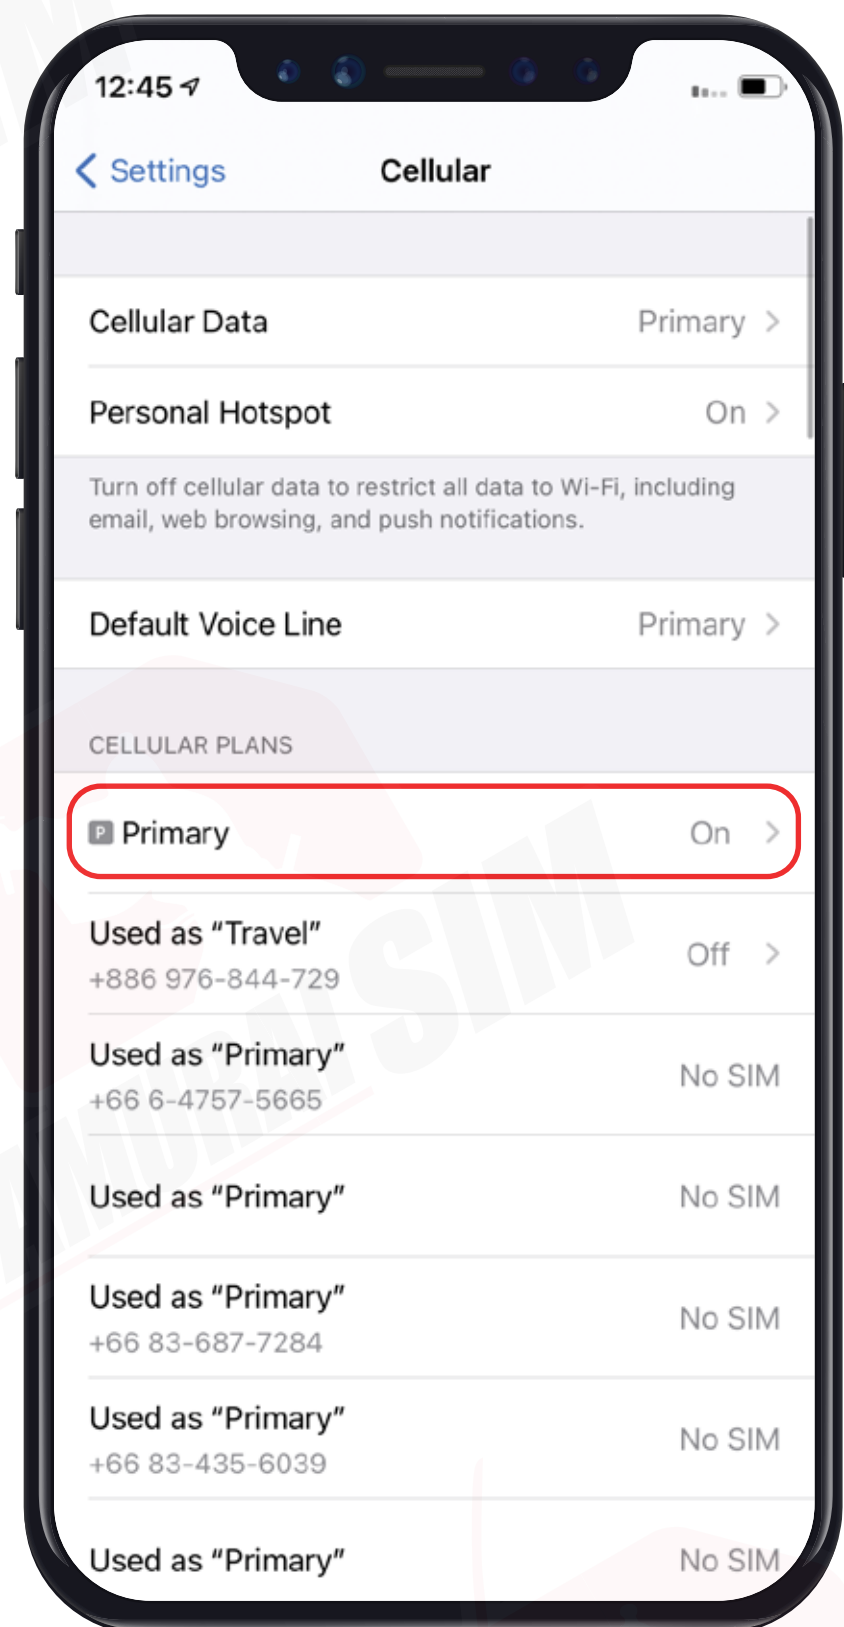 12:45
Settings
Cellular
Cellular Data Primary
Personal Hotspot On
Turn off cellular data to restrict all data to Wi-Fi, including
email, web browsing, and push notifications.
Default Voice Line Primary
CELLULAR PLANS
P Primary On
Used as “Travel”
+886 976-844-729
Off
Used as “Primary”
+66 6-4757-5665
No SIM
Used as “Primary” No SIM
Used as “Primary”
+66 83-687-7284
No SIM
Used as “Primary”
+66 83-435-6039
No SIM
Used as “Primary” No SIM
SAMURAI SIM